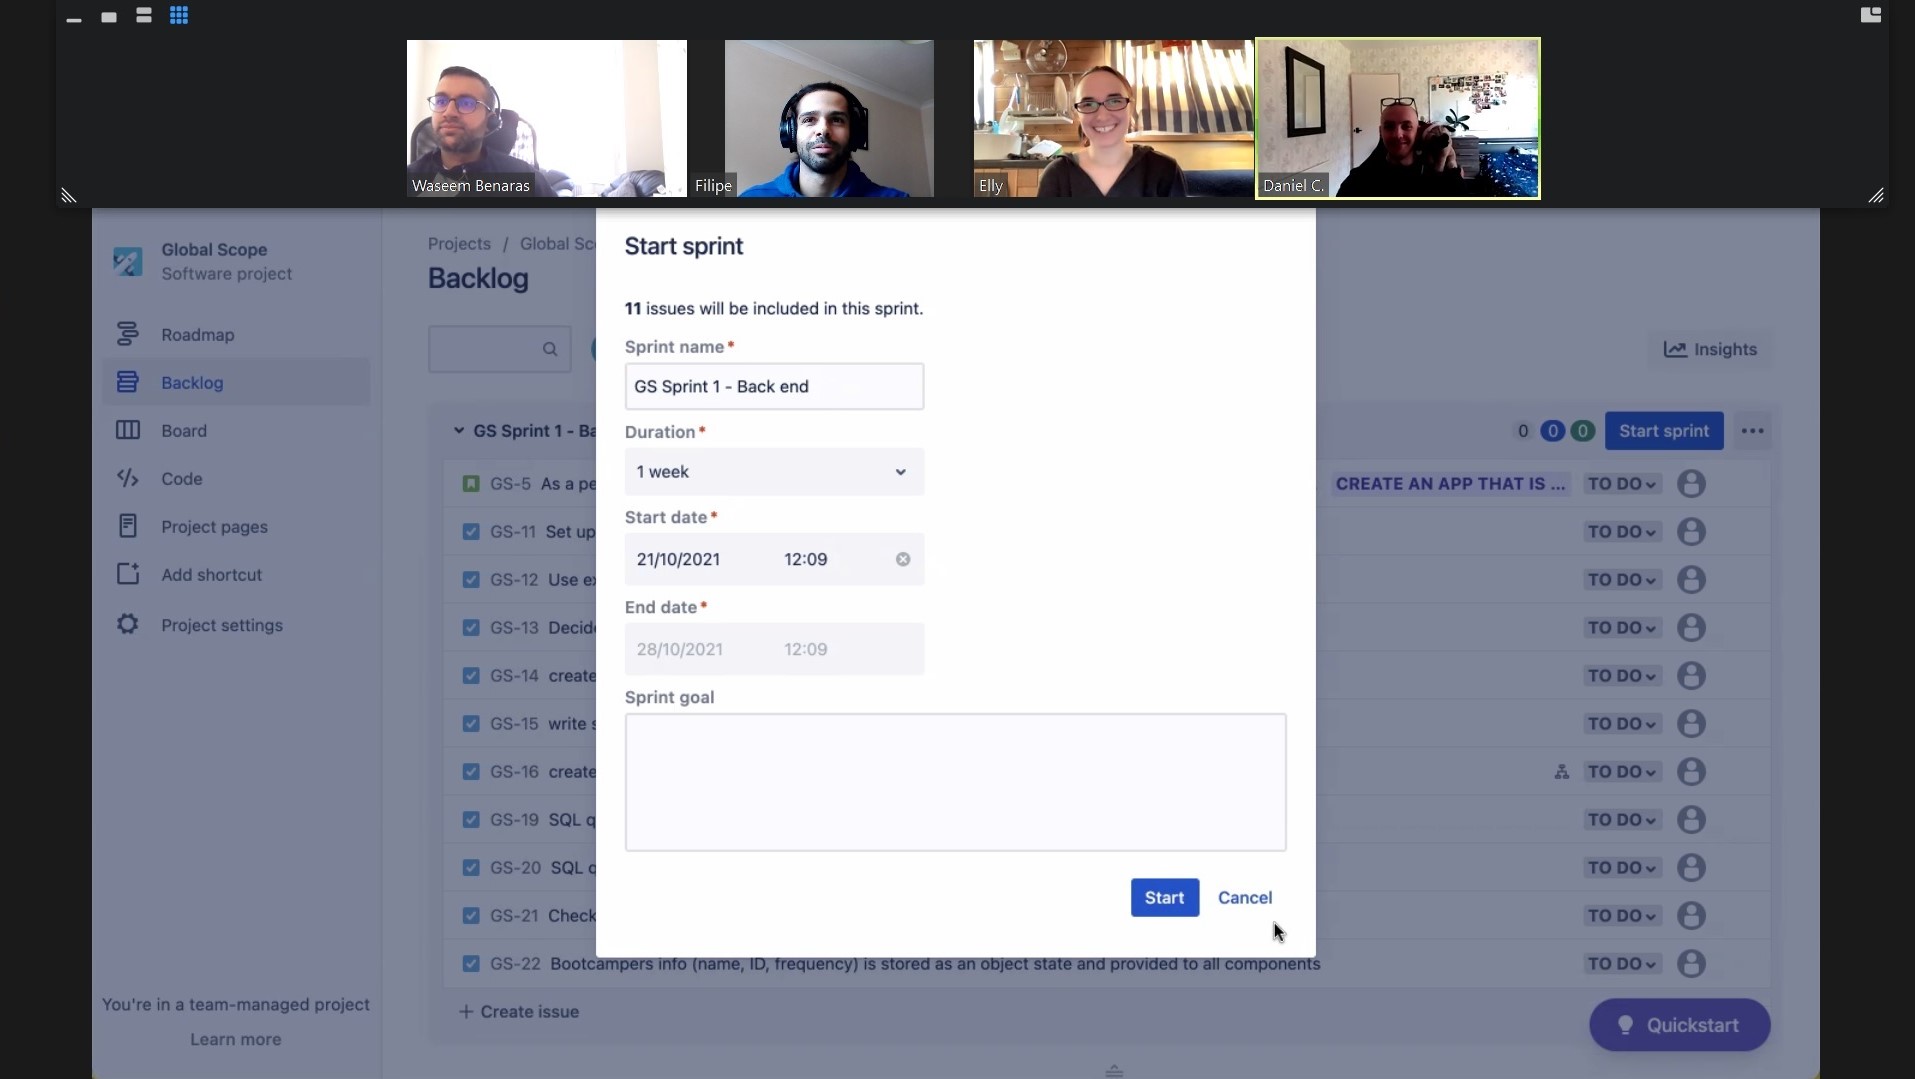 Waseem Benaras
Filipe
Elly
Daniel C.
Global Scope
Software project
Roadmap
Backlog
Board
Code
Project pages
Add shortcut
Project settings
You're in a team-managed project
Learn more
Projects / Global Sc
Backlog
Insights
GS Sprint 1 - Ba
0 0 0 Start sprint
GS-5 As a pe CREATE AN APP THAT IS ... TO DO
GS-11 Set up TO DO
GS-12 Use ex TO DO
GS-13 Decide TO DO
GS-14 create TO DO
GS-15 write s TO DO
GS-16 create TO DO
GS-19 SQL q TO DO
GS-20 SQL q TO DO
GS-21 Check TO DO
GS-22 Bootcampers info (name, ID, frequency) is stored as an object state and provided to all components TO DO
+ Create issue
Quickstart
Start sprint
11 issues will be included in this sprint.
Sprint name*
GS Sprint 1 - Back end
Duration*
1 week
Start date*
21/10/2021 12:09
End date*
28/10/2021 12:09
Sprint goal
Start Cancel